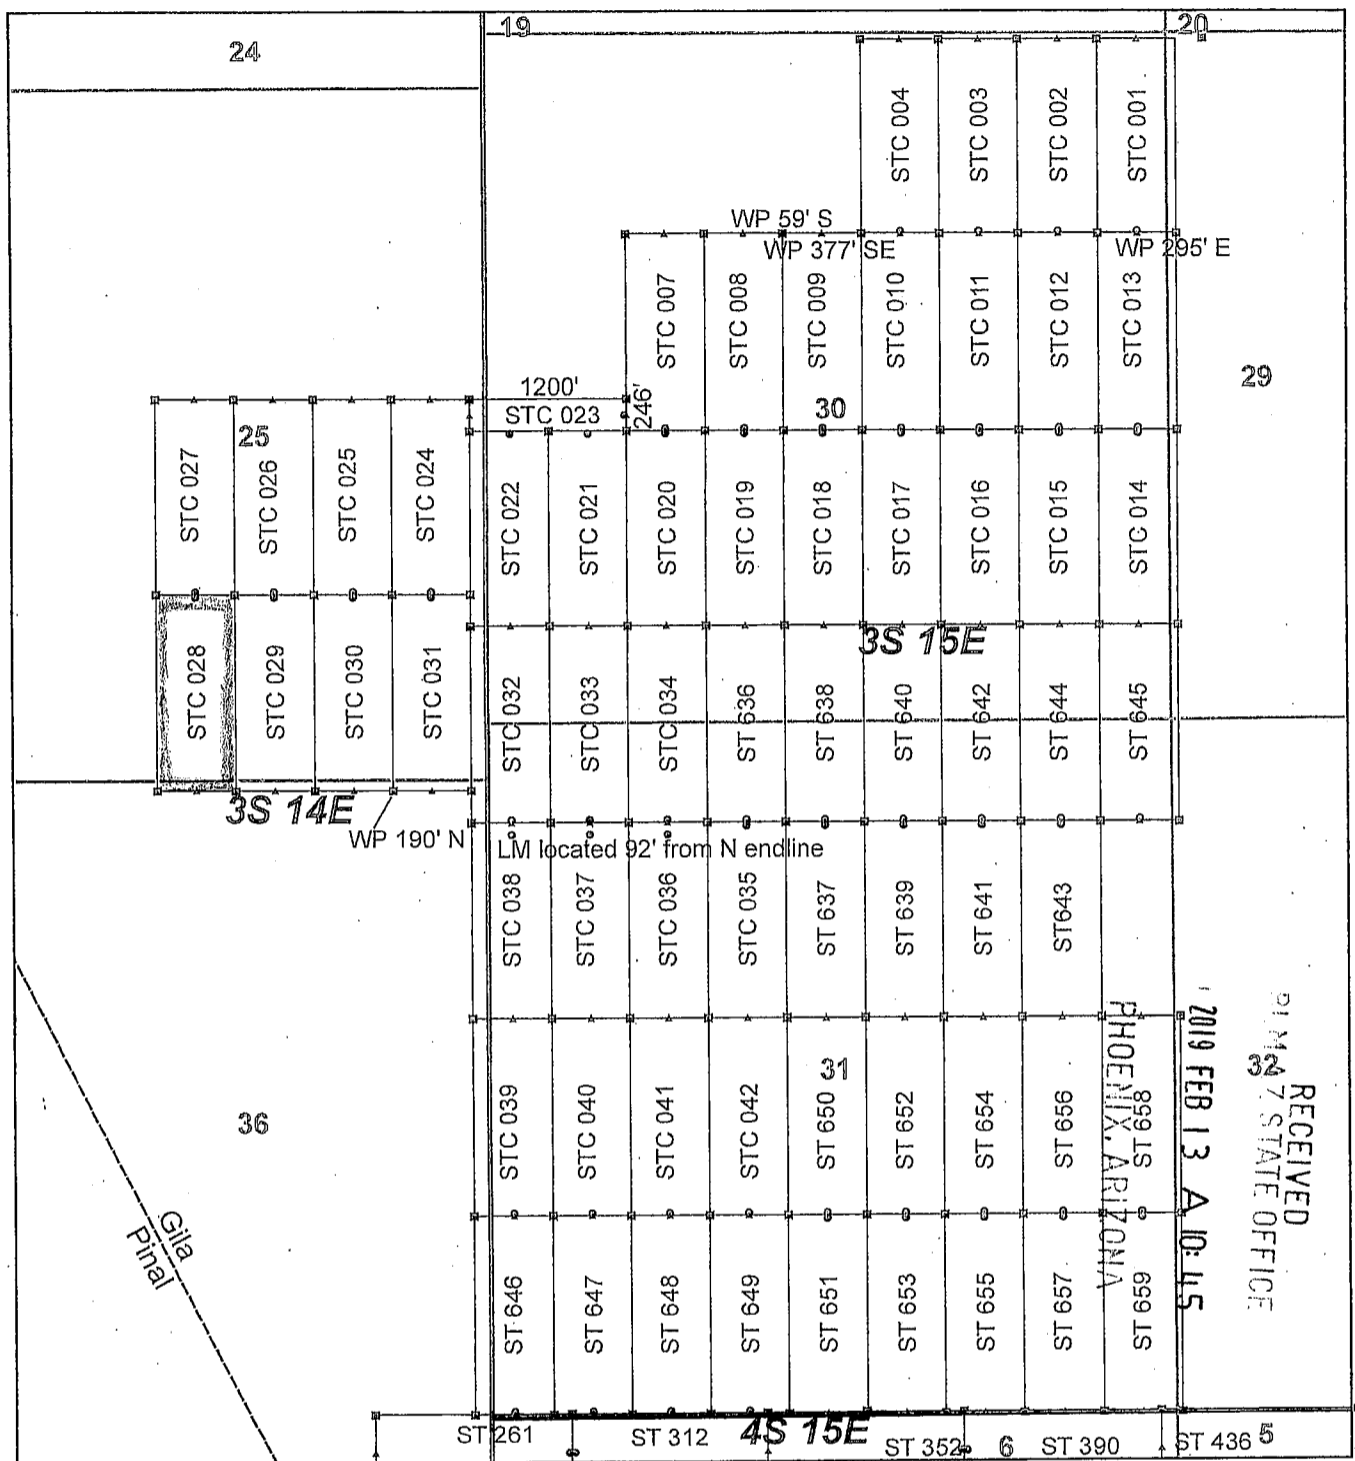 19
20
24
STC 004
STC 003
STC 002
STC 001
WP 59' S
WP 377' SE
WP 295' E
STC 007
STC 008
STC 009
STC 010
STC 011
STC 012
STC 013
29
1200'
STC 023
246'
30
25
STC 027
STC 026
STC 025
STC 024
STC 022
STC 021
STC 020
STC 019
STC 018
STC 017
STC 016
STC 015
STC 014
3S 15E
STC 028
STC 029
STC 030
STC 031
STC 032
STC 033
STC 034
ST 636
ST 638
ST 640
ST 642
ST 644
ST 645
3S 14E
WP 190' N
LM located 92' from N endline
STC 038
STC 037
STC 036
STC 035
ST 637
ST 639
ST 641
ST643
31
32
36
STC 039
STC 040
STC 041
STC 042
ST 650
ST 652
ST 654
ST 656
ST 658
RECEIVED
STATE OFFICE
2019 FEB 13 A 10:45
PHOENIX, ARIZONA
Gila
Pinal
ST 646
ST 647
ST 648
ST 649
ST 651
ST 653
ST 655
ST 657
ST 659
4S 15E
ST 261
ST 312
ST 352
6
ST 390
ST 436
5